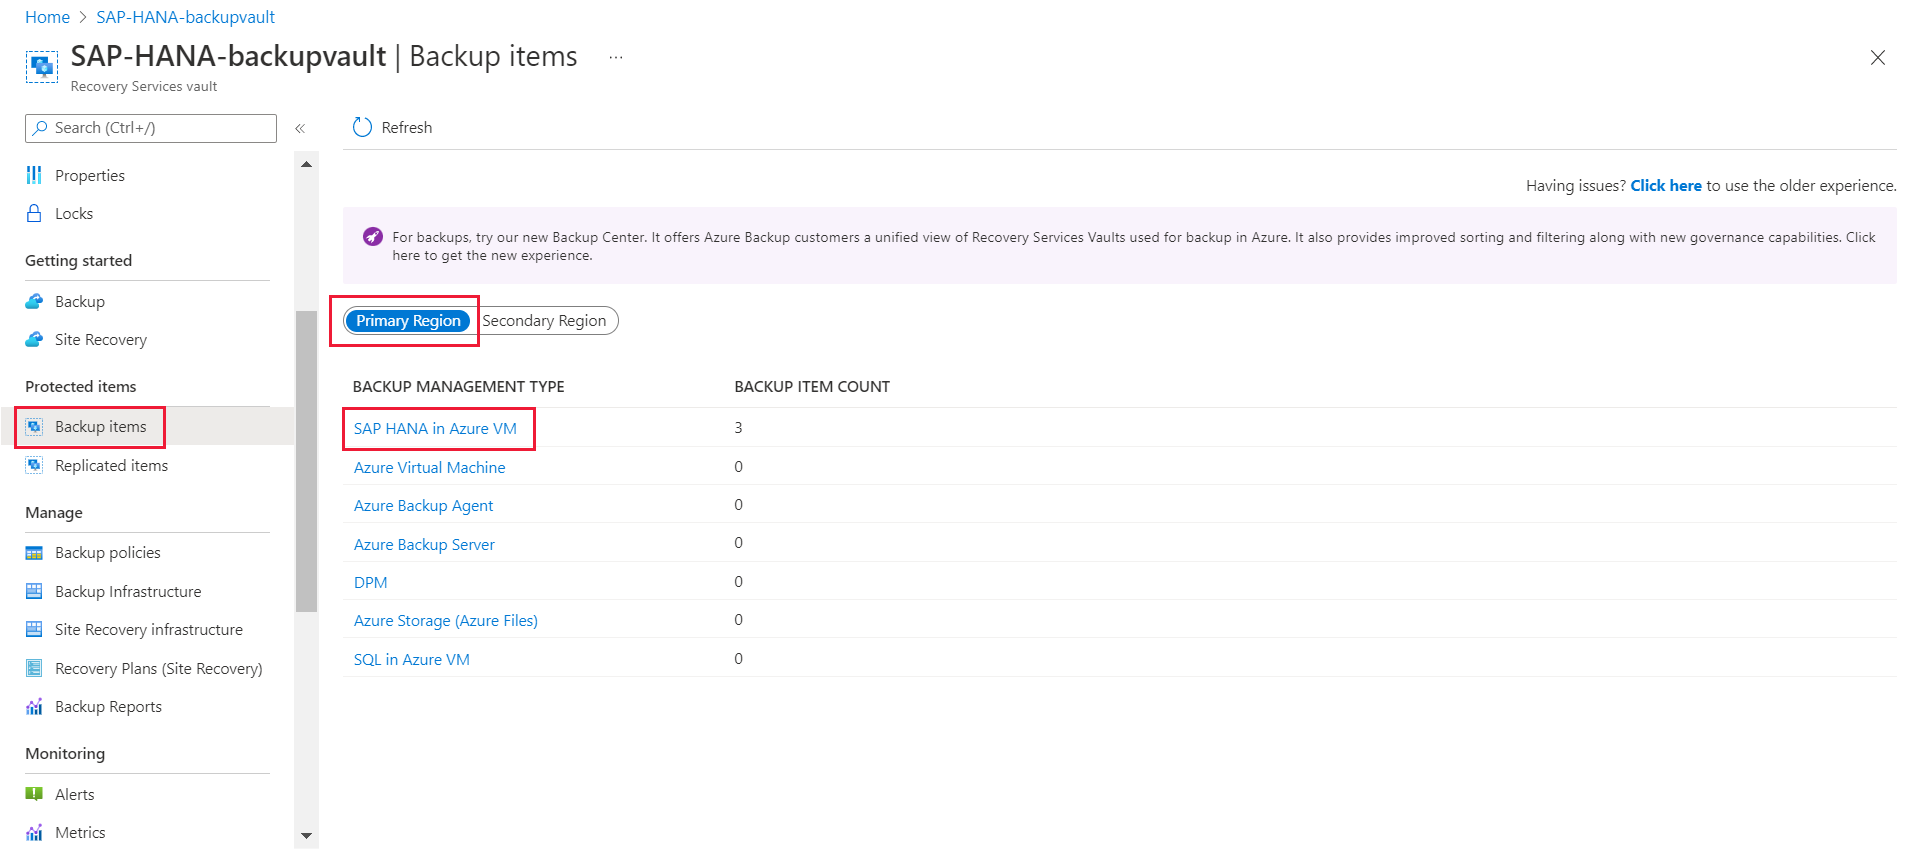 Home > SAP-HANA-backupvault
SAP-HANA-backupvault | Backup items ...
Recovery Services vault
Search (Ctrl+/) «
Properties
Locks
Getting started
Backup
Site Recovery
Protected items
Backup items
Replicated items
Manage
Backup policies
Backup Infrastructure
Site Recovery infrastructure
Recovery Plans (Site Recovery)
Backup Reports
Monitoring
Alerts
Metrics
Refresh
Having issues? Click here to use the older experience.
For backups, try our new Backup Center. It offers Azure Backup customers a unified view of Recovery Services Vaults used for backup in Azure. It also provides improved sorting and filtering along with new governance capabilities. Click
here to get the new experience.
Primary Region Secondary Region
BACKUP MANAGEMENT TYPE BACKUP ITEM COUNT
SAP HANA in Azure VM 3
Azure Virtual Machine 0
Azure Backup Agent 0
Azure Backup Server 0
DPM 0
Azure Storage (Azure Files) 0
SQL in Azure VM 0